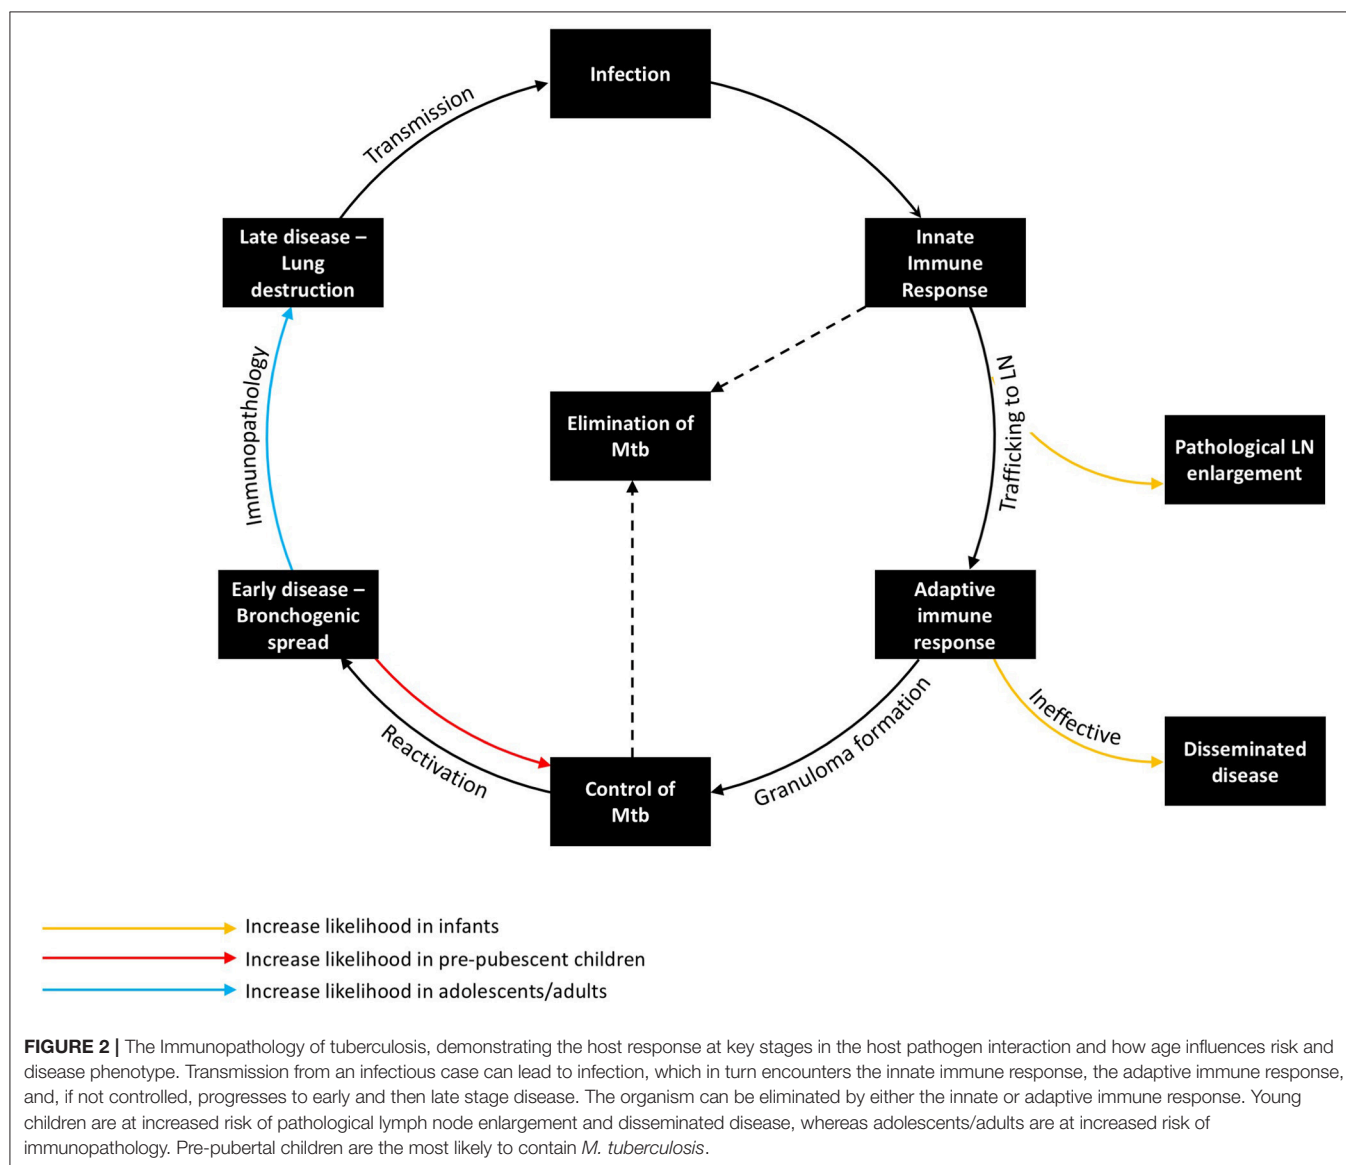 Infection
Transmission
Late disease –
Lung
destruction
Innate
Immune
Response
Immunopathology
Elimination of
Mtb
Trafficking to LN
Pathological LN
enlargement
Early disease –
Bronchogenic
spread
Adaptive
immune
response
Reactivation
Control of
Mtb
Granuloma formation
Ineffective
Disseminated
disease
Increase likelihood in infants
Increase likelihood in pre-pubescent children
Increase likelihood in adolescents/adults
FIGURE 2 | The Immunopathology of tuberculosis, demonstrating the host response at key stages in the host pathogen interaction and how age influences risk and
disease phenotype. Transmission from an infectious case can lead to infection, which in turn encounters the innate immune response, the adaptive immune response,
and, if not controlled, progresses to early and then late stage disease. The organism can be eliminated by either the innate or adaptive immune response. Young
children are at increased risk of pathological lymph node enlargement and disseminated disease, whereas adolescents/adults are at increased risk of
immunopathology. Pre-pubertal children are the most likely to contain M. tuberculosis.